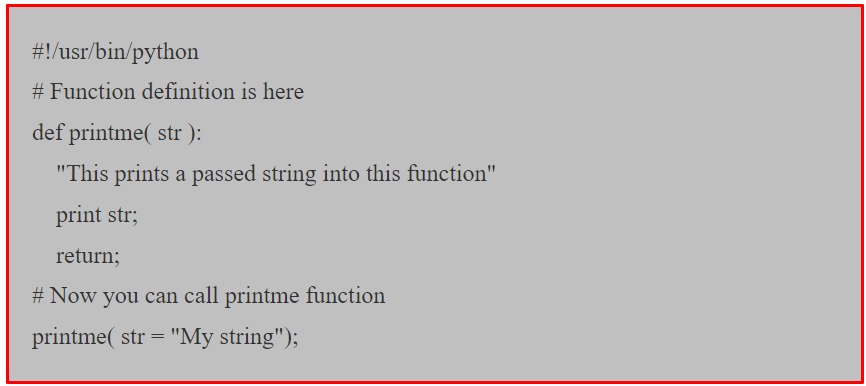 #!/usr/bin/python
# Function definition is here
def printme( str ):
"This prints a passed string into this function"
print str;
return;
# Now you can call printme function
printme( str = "My string");